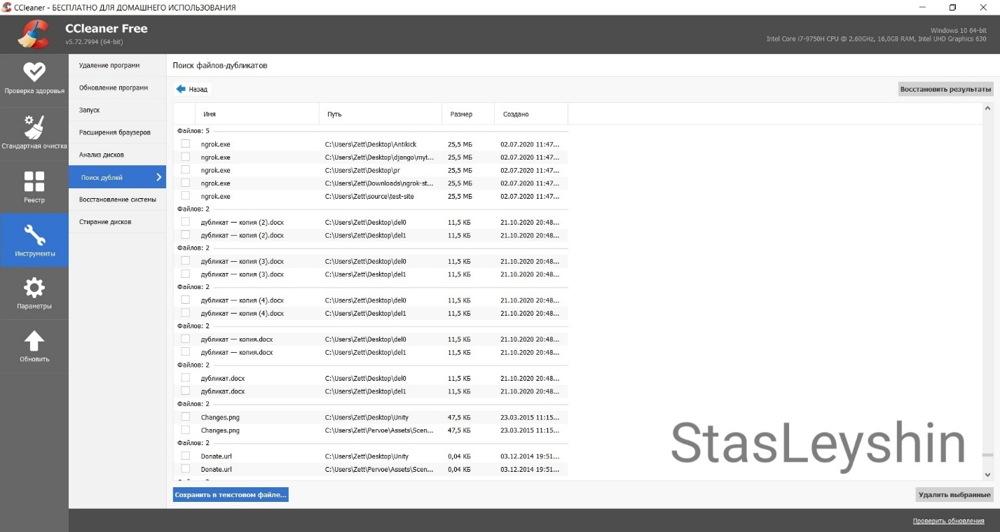 CCleaner - БЕСПЛАТНО ДЛЯ ДОМАШНЕГО ИСПОЛЬЗОВАНИЯ
CCleaner Free
v5.72.7994 (64-bit)
Windows 10 64-bit
Intel Core i7-9750H CPU @ 2.60GHz, 16,0GB RAM, Intel UHD Graphics 630
Проверка здоровья
Стандартная очистка
Реестр
Инструменты
Параметры
Обновить
Удаление программ
Обновление программ
Запуск
Расширения браузеров
Анализ дисков
Поиск дублей
Восстановление системы
Стирание дисков
Поиск файлов-дубликатов
Назад
Восстановить результаты
Имя Путь Размер Создано
Файлов: 5
ngrok.exe C:\Users\Zett\Desktop\Antikick 25,5 МБ 02.07.2020 11:47...
ngrok.exe C:\Users\Zett\Desktop\django\myt... 25,5 МБ 02.07.2020 11:47...
ngrok.exe C:\Users\Zett\Desktop\pr 25,5 МБ 02.07.2020 11:47...
ngrok.exe C:\Users\Zett\Downloads\ngrok-st... 25,5 МБ 02.07.2020 11:47...
ngrok.exe C:\Users\Zett\source\test-site 25,5 МБ 02.07.2020 11:47...
Файлов: 2
дубликат — копия (2).docx C:\Users\Zett\Desktop\del0 11,5 КБ 21.10.2020 20:48...
дубликат — копия (2).docx C:\Users\Zett\Desktop\del1 11,5 КБ 21.10.2020 20:48...
Файлов: 2
дубликат — копия (3).docx C:\Users\Zett\Desktop\del0 11,5 КБ 21.10.2020 20:48...
дубликат — копия (3).docx C:\Users\Zett\Desktop\del1 11,5 КБ 21.10.2020 20:48...
Файлов: 2
дубликат — копия (4).docx C:\Users\Zett\Desktop\del0 11,5 КБ 21.10.2020 20:48...
дубликат — копия (4).docx C:\Users\Zett\Desktop\del1 11,5 КБ 21.10.2020 20:48...
Файлов: 2
дубликат — копия.docx C:\Users\Zett\Desktop\del0 11,5 КБ 21.10.2020 20:48...
дубликат — копия.docx C:\Users\Zett\Desktop\del1 11,5 КБ 21.10.2020 20:48...
Файлов: 2
дубликат.docx C:\Users\Zett\Desktop\del0 11,5 КБ 21.10.2020 20:48...
дубликат.docx C:\Users\Zett\Desktop\del1 11,5 КБ 21.10.2020 20:48...
Файлов: 2
Changes.png C:\Users\Zett\Desktop\Unity 47,5 КБ 23.03.2015 11:15...
Changes.png C:\Users\Zett\Pervoe\Assets\Scen... 47,5 КБ 23.03.2015 11:15...
Файлов: 2
Donate.url C:\Users\Zett\Desktop\Unity 0,04 КБ 03.12.2014 19:51...
Donate.url C:\Users\Zett\Pervoe\Assets\Scen... 0,04 КБ 03.12.2014 19:51...
StasLeyshin
Сохранить в текстовом файле...
Удалить выбранные
Проверить обновления